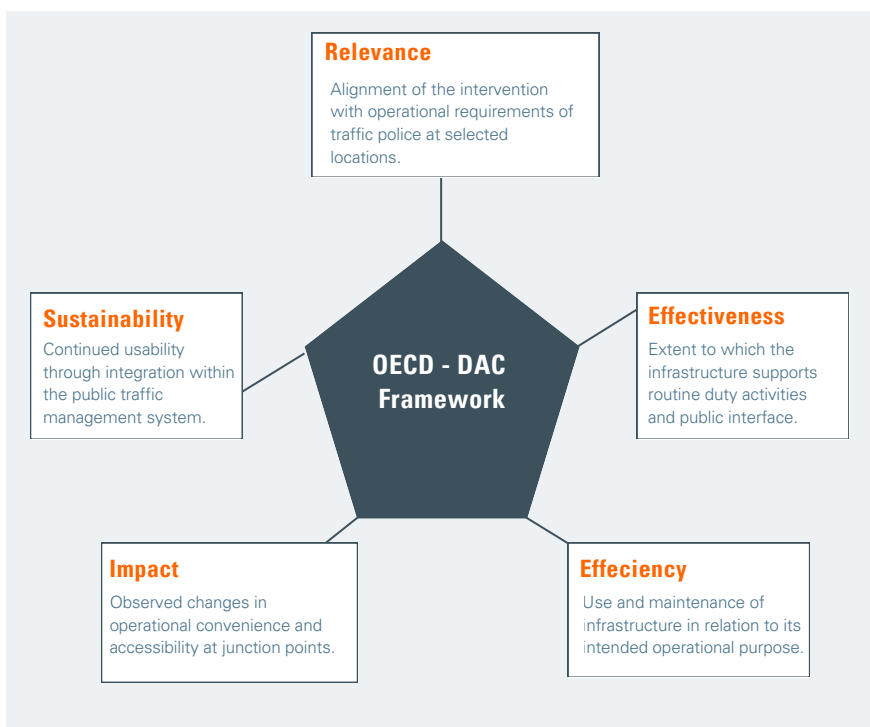 Relevance
Alignment of the intervention
with operational requirements of
traffic police at selected
locations.
Sustainability
Continued usability
through integration within
the public traffic
management system.
OECD - DAC
Framework
Effectiveness
Extent to which the
infrastructure supports
routine duty activities
and public interface.
Impact
Observed changes in
operational convenience and
accessibility at junction points.
Effeciency
Use and maintenance of
infrastructure in relation to its
intended operational purpose.